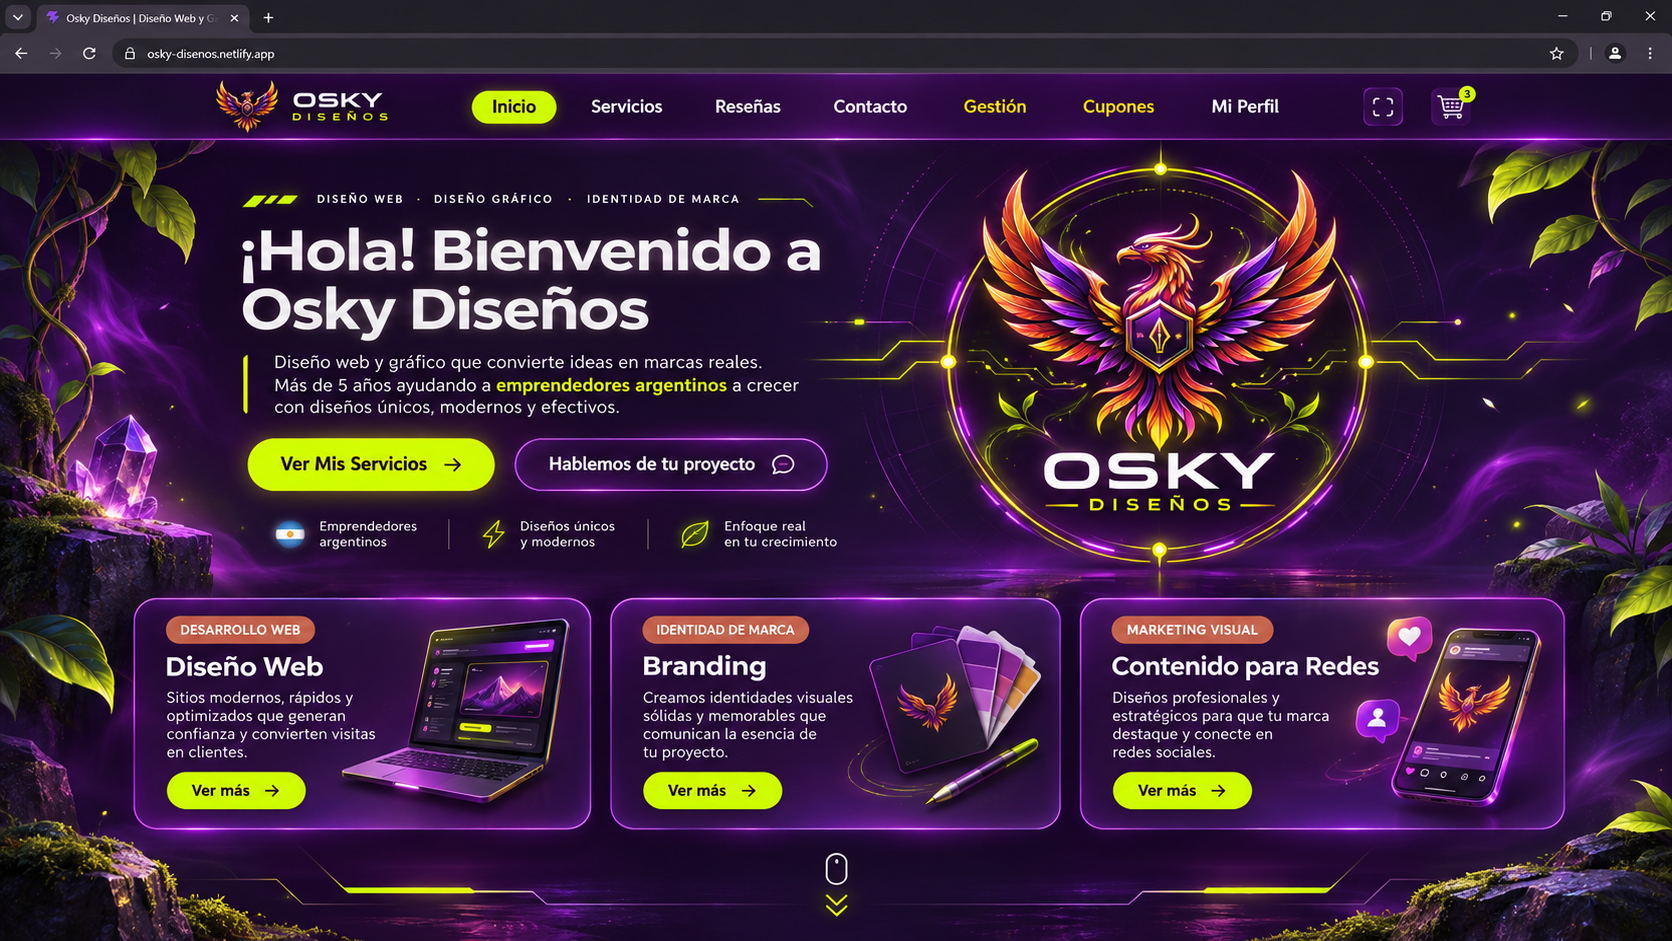 Osky Diseños | Diseño Web y G
osky-disenos.netlify.app
OSKY
DISEÑOS
Inicio
Servicios
Reseñas
Contacto
Gestión
Cupones
Mi Perfil
3
DISEÑO WEB · DISEÑO GRÁFICO · IDENTIDAD DE MARCA
¡Hola! Bienvenido a
Osky Diseños
Diseño web y gráfico que convierte ideas en marcas reales.
Más de 5 años ayudando a emprendedores argentinos a crecer
con diseños únicos, modernos y efectivos.
Ver Mis Servicios →
Hablemos de tu proyecto
Emprendedores
argentinos
Diseños únicos
y modernos
Enfoque real
en tu crecimiento
OSKY
DISEÑOS
DESARROLLO WEB
Diseño Web
Sitios modernos, rápidos y
optimizados que generan
confianza y convierten visitas
en clientes.
Ver más →
IDENTIDAD DE MARCA
Branding
Creamos identidades visuales
sólidas y memorables que
comunican la esencia de
tu proyecto.
Ver más →
MARKETING VISUAL
Contenido para Redes
Diseños profesionales y
estratégicos para que tu marca
destaque y conecte en
redes sociales.
Ver más →